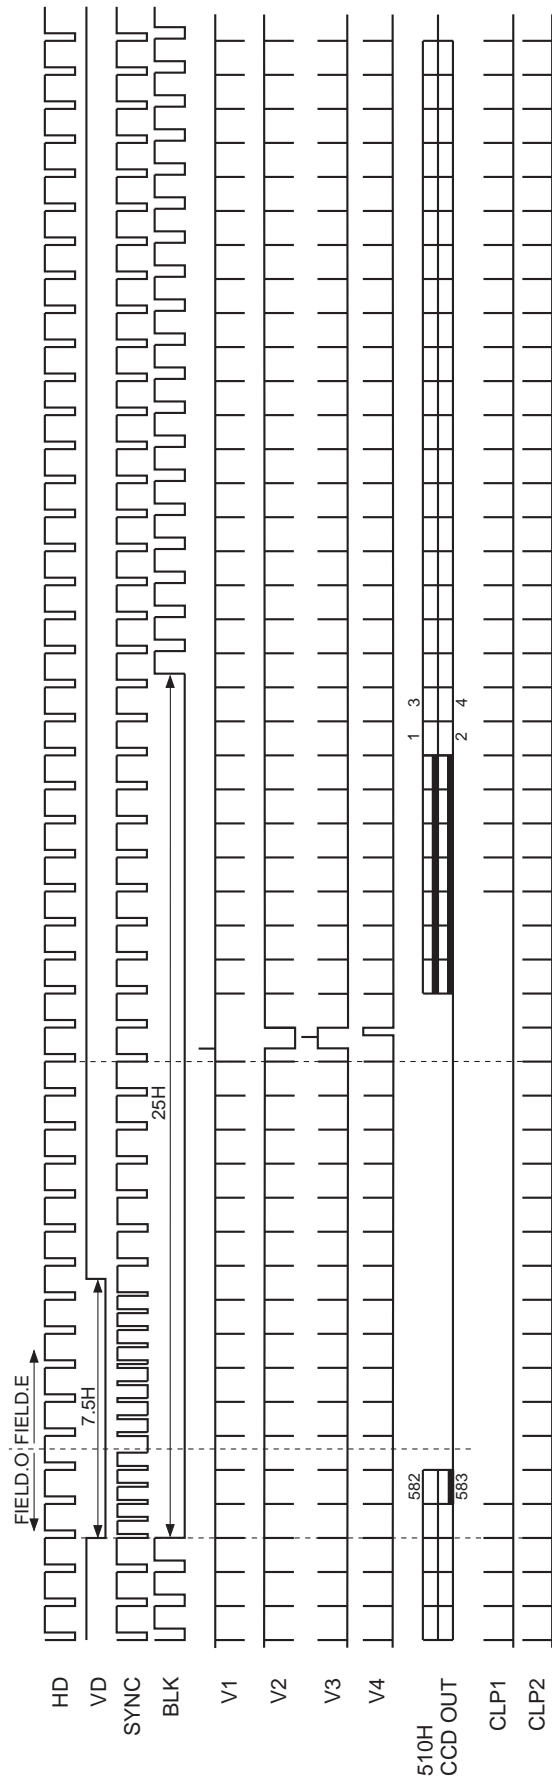 FIELD.O FIELD.E
HD
VD
7.5H
SYNC
BLK
25H
V1
V2
V3
V4
510H
CCD OUT
582
1
3
583
2
4
CLP1
CLP2